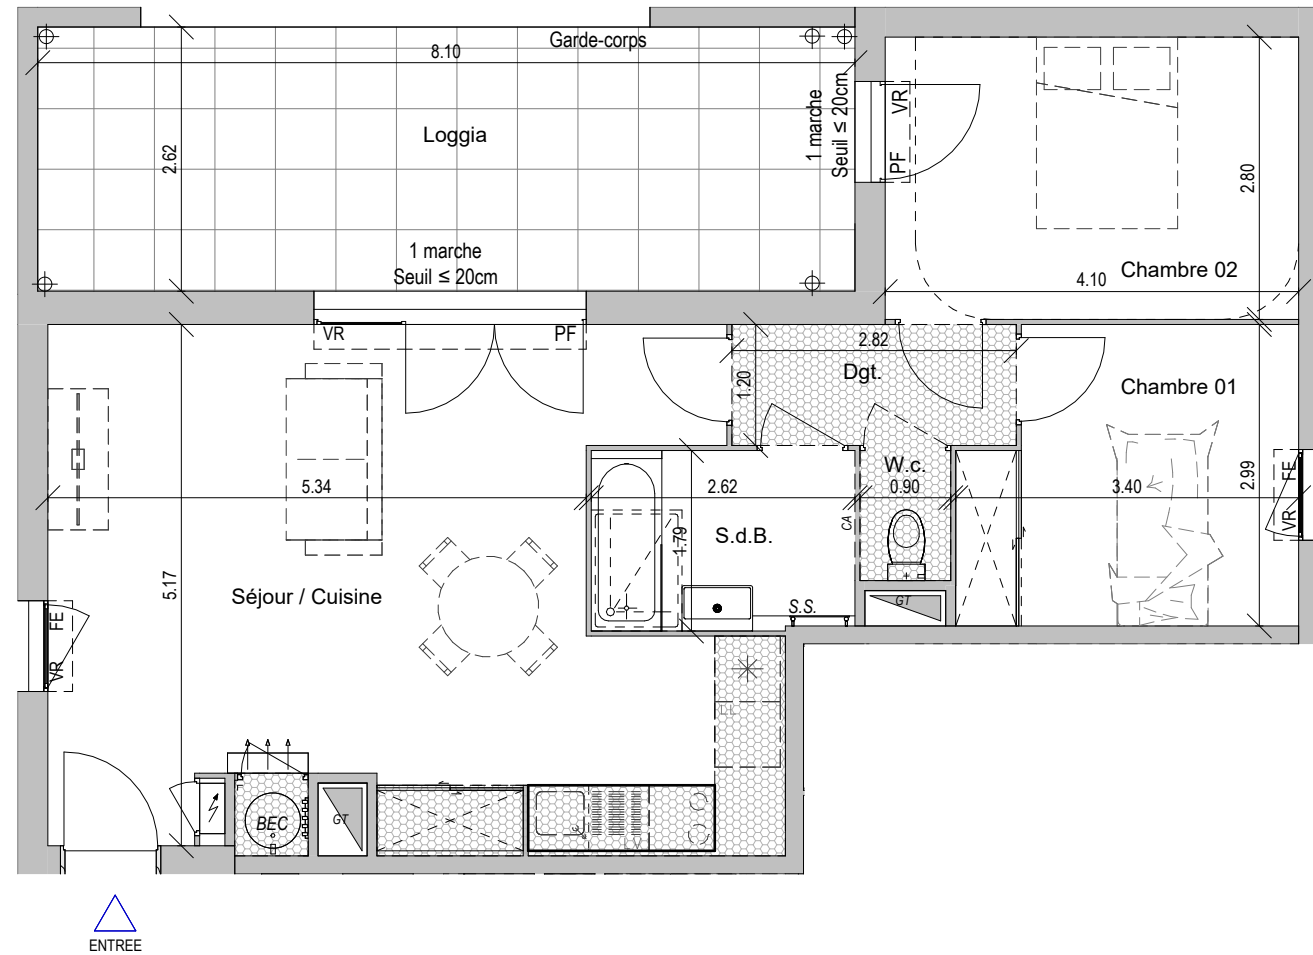 Garde-corps
8.10
Loggia
2.62
1 marche
Seuil ≤ 20cm
1 marche
Seuil ≤ 20cm
VR
PF
2.80
Chambre 02
4.10
VR
PF
2.82
Dgt.
1.20
Chambre 01
W.c.
5.34
2.62
0.90
3.40
2.99
FE
VR
CA
1.79
S.d.B.
5.17
Séjour / Cuisine
S.S.
GT
FE
VR
LL
BEC
GT
LV
ENTREE